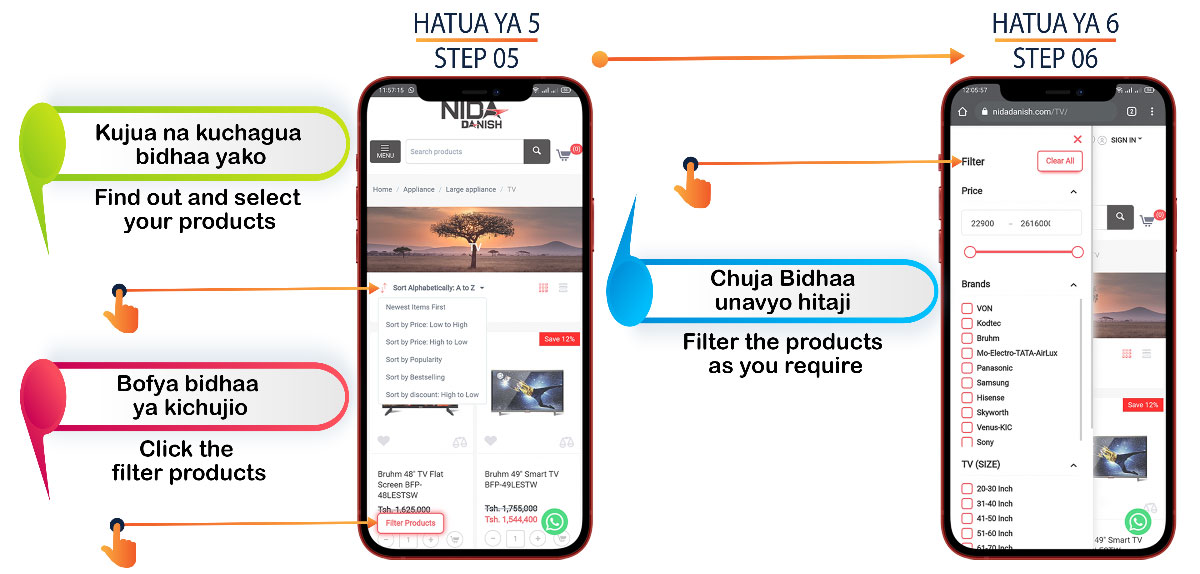 HATUA YA 5
STEP 05
HATUA YA 6
STEP 06
Kujua na kuchagua
bidhaa yako
Find out and select
your products
Bofya bidhaa
ya kichujio
Click the
filter products
11:57:15
NIDA
DANISH
MENU
Search products
(0)
Home / Appliance / Large appliance / TV
TV
Sort Alphabetically: A to Z
Newest Items First
Sort by Price: Low to High
Sort by Price: High to Low
Sort by Popularity
Sort by Bestselling
Sort by discount: High to Low
Save 12%
Bruhm 48" TV Flat
Screen BFP-
48LESTSW
Tsh. 1,625,000
Filter Products
1
Bruhm 49" Smart TV
BFP-49LESTW
Tsh. 1,755,000
Tsh. 1,544,400
1
Chuja Bidhaa
unavyo hitaji
Filter the products
as you require
12:05:57
nidadanish.com/TV/
2
SIGN IN
Filter
Clear All
Price
22900 - 2616000
(0)
Brands
VON
Kodtec
Bruhm
Mo-Electro-TATA-AirLux
Panasonic
Samsung
Hisense
Skyworth
Venus-KIC
Sony
Save 12%
TV (SIZE)
20-30 Inch
31-40 Inch
41-50 Inch
51-60 Inch
61-70 Inch
49" Smart TV